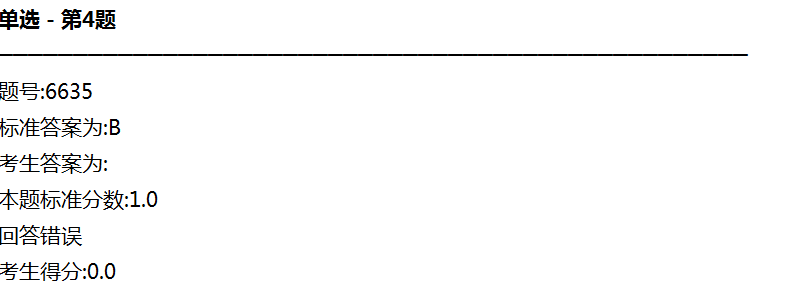 单选 - 第4题
题号:6635
标准答案为:B
考生答案为:
本题标准分数:1.0
回答错误
考生得分:0.0